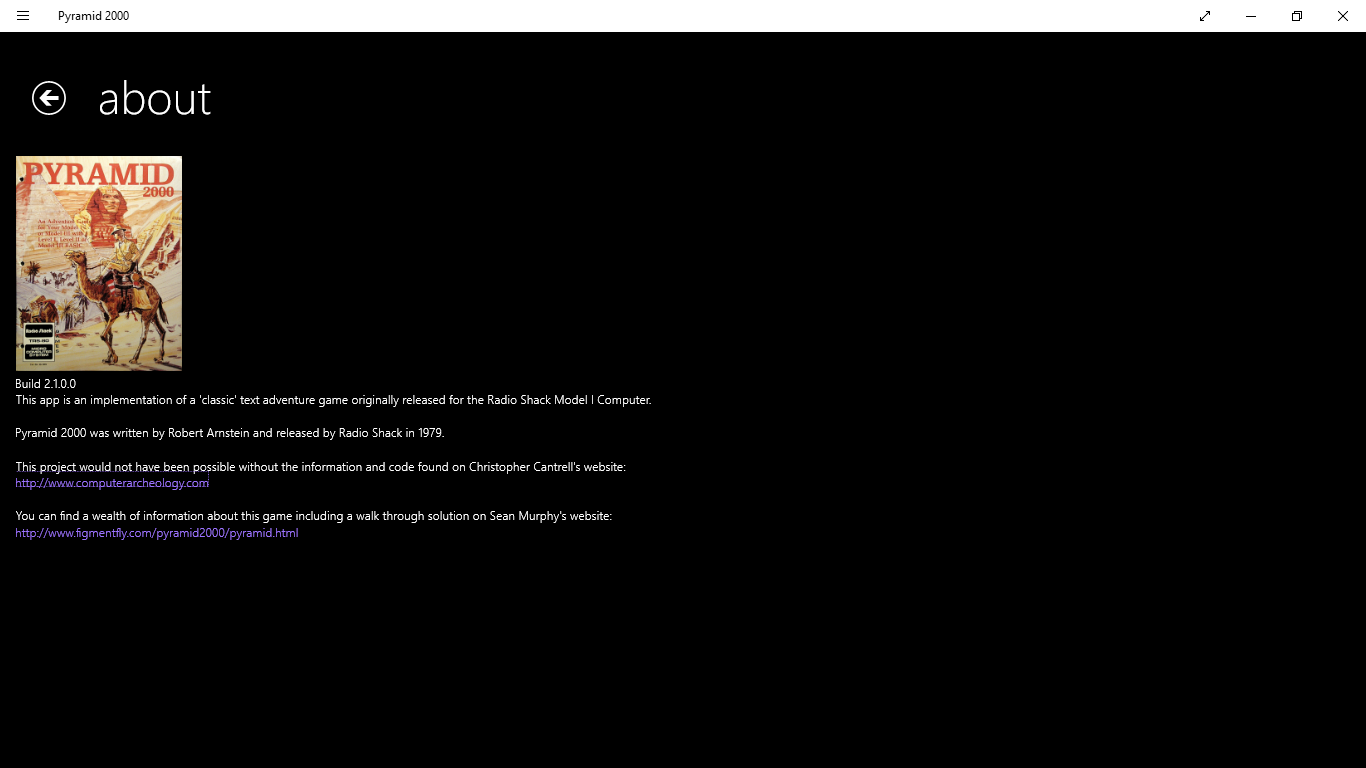 Pyramid 2000
about
PYRAMID
2000
An Adventure
for Your Model I
or Model III with
Level I, Level II or
Model III BASIC
Radio Shack
TRS-80
MICRO
COMPUTER
SYSTEM
Build 2.1.0.0
This app is an implementation of a 'classic' text adventure game originally released for the Radio Shack Model I Computer.
Pyramid 2000 was written by Robert Arnstein and released by Radio Shack in 1979.
This project would not have been possible without the information and code found on Christopher Cantrell's website:
http://www.computerarcheology.com
You can find a wealth of information about this game including a walk through solution on Sean Murphy's website:
http://www.figmentfly.com/pyramid2000/pyramid.html